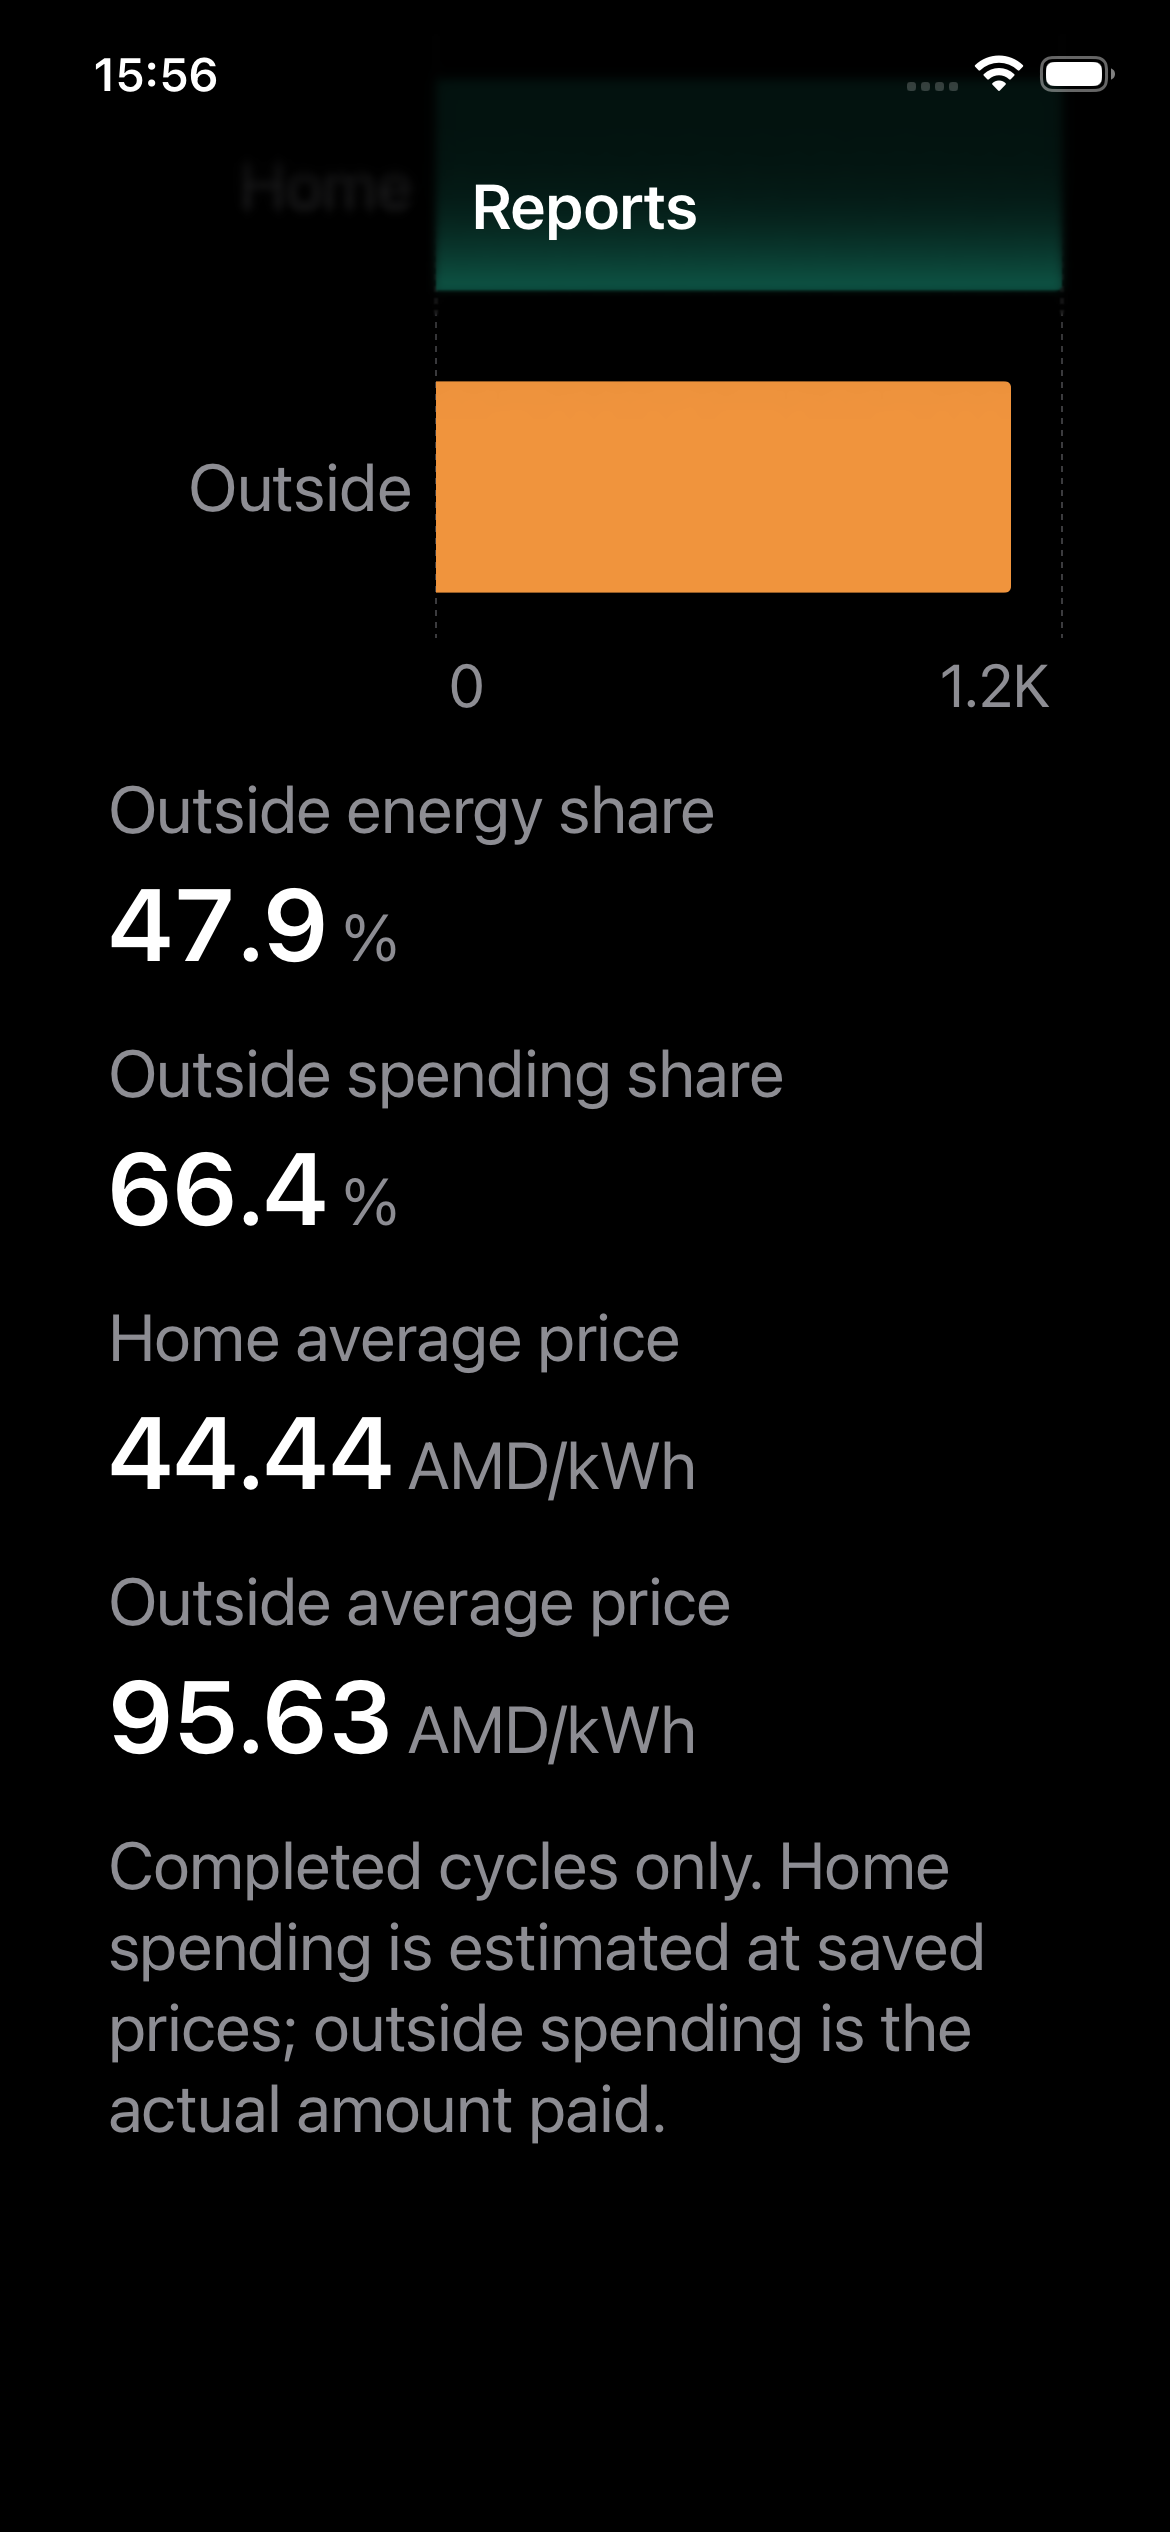 15:56
Home
Reports
Outside
0
1.2K
Outside energy share
47.9 %
Outside spending share
66.4 %
Home average price
44.44 AMD/kWh
Outside average price
95.63 AMD/kWh
Completed cycles only. Home
spending is estimated at saved
prices; outside spending is the
actual amount paid.